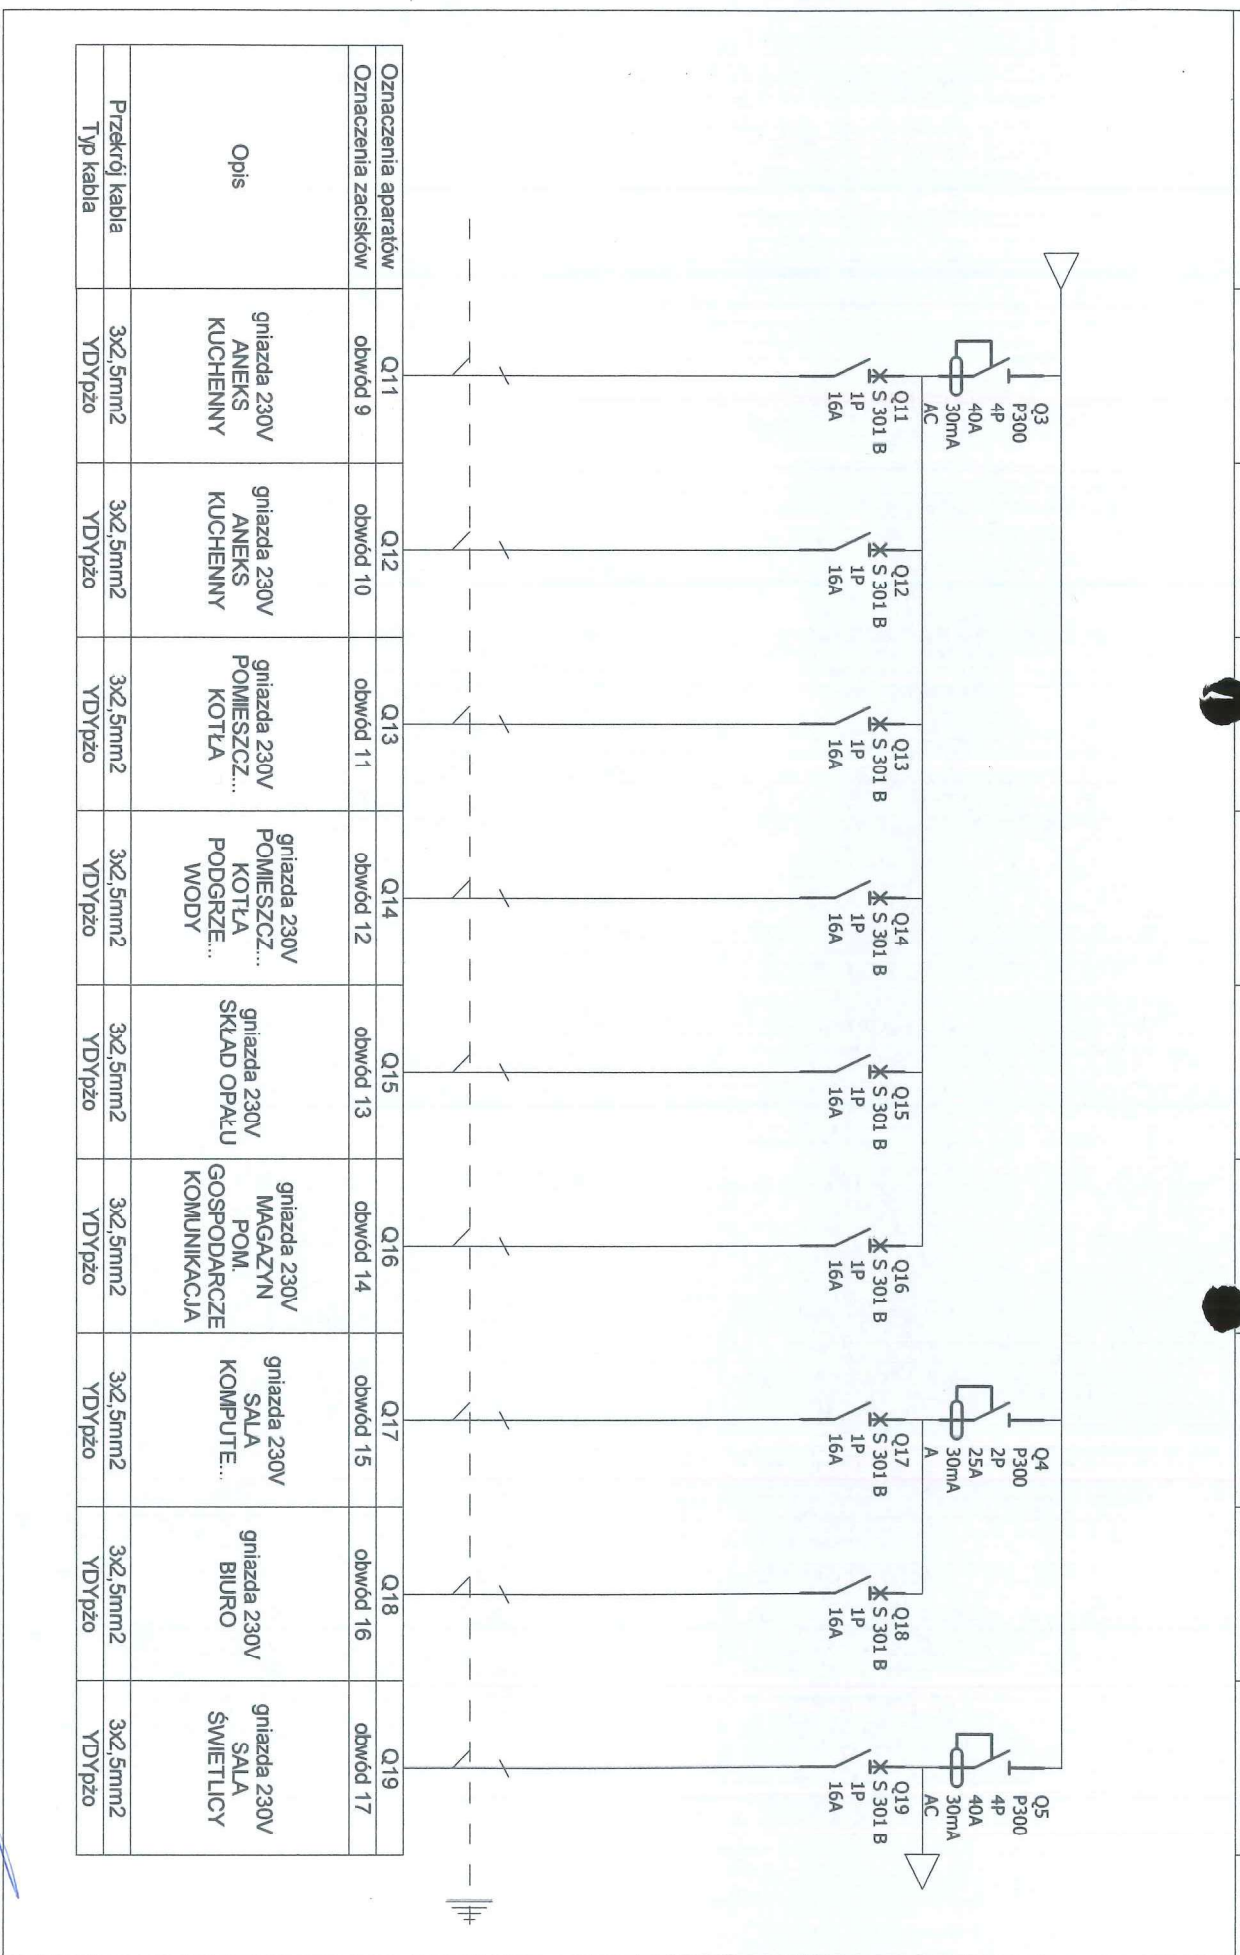 Q3
P300
4P
40A
30mA
AC
Q4
P300
2P
25A
30mA
A
Q5
P300
4P
40A
30mA
AC
Q11
S 301 B
1P
16A
Q12
S 301 B
1P
16A
Q13
S 301 B
1P
16A
Q14
S 301 B
1P
16A
Q15
S 301 B
1P
16A
Q16
S 301 B
1P
16A
Q17
S 301 B
1P
16A
Q18
S 301 B
1P
16A
Q19
S 301 B
1P
16A
Oznaczenia aparatów
Q11
Q12
Q13
Q14
Q15
Q16
Q17
Q18
Q19
Oznaczenia zacisków
obwód 9
obwód 10
obwód 11
obwód 12
obwód 13
obwód 14
obwód 15
obwód 16
obwód 17
Opis
gniazda 230V
ANEKS
KUCHENNY
gniazda 230V
ANEKS
KUCHENNY
gniazda 230V
POMIESZCZ...
KOTŁA
gniazda 230V
POMIESZCZ...
KOTŁA
PODGRZE...
WODY
gniazda 230V
SKŁAD OPAŁU
gniazda 230V
MAGAZYN
POM.
GOSPODARCZE
KOMUNIKACJA
gniazda 230V
SALA
KOMPUTE...
gniazda 230V
BIURO
gniazda 230V
SALA
ŚWIETLICY
Przekrój kabla
3x2,5mm2
3x2,5mm2
3x2,5mm2
3x2,5mm2
3x2,5mm2
3x2,5mm2
3x2,5mm2
3x2,5mm2
3x2,5mm2
Typ kabla
YDYpżo
YDYpżo
YDYpżo
YDYpżo
YDYpżo
YDYpżo
YDYpżo
YDYpżo
YDYpżo